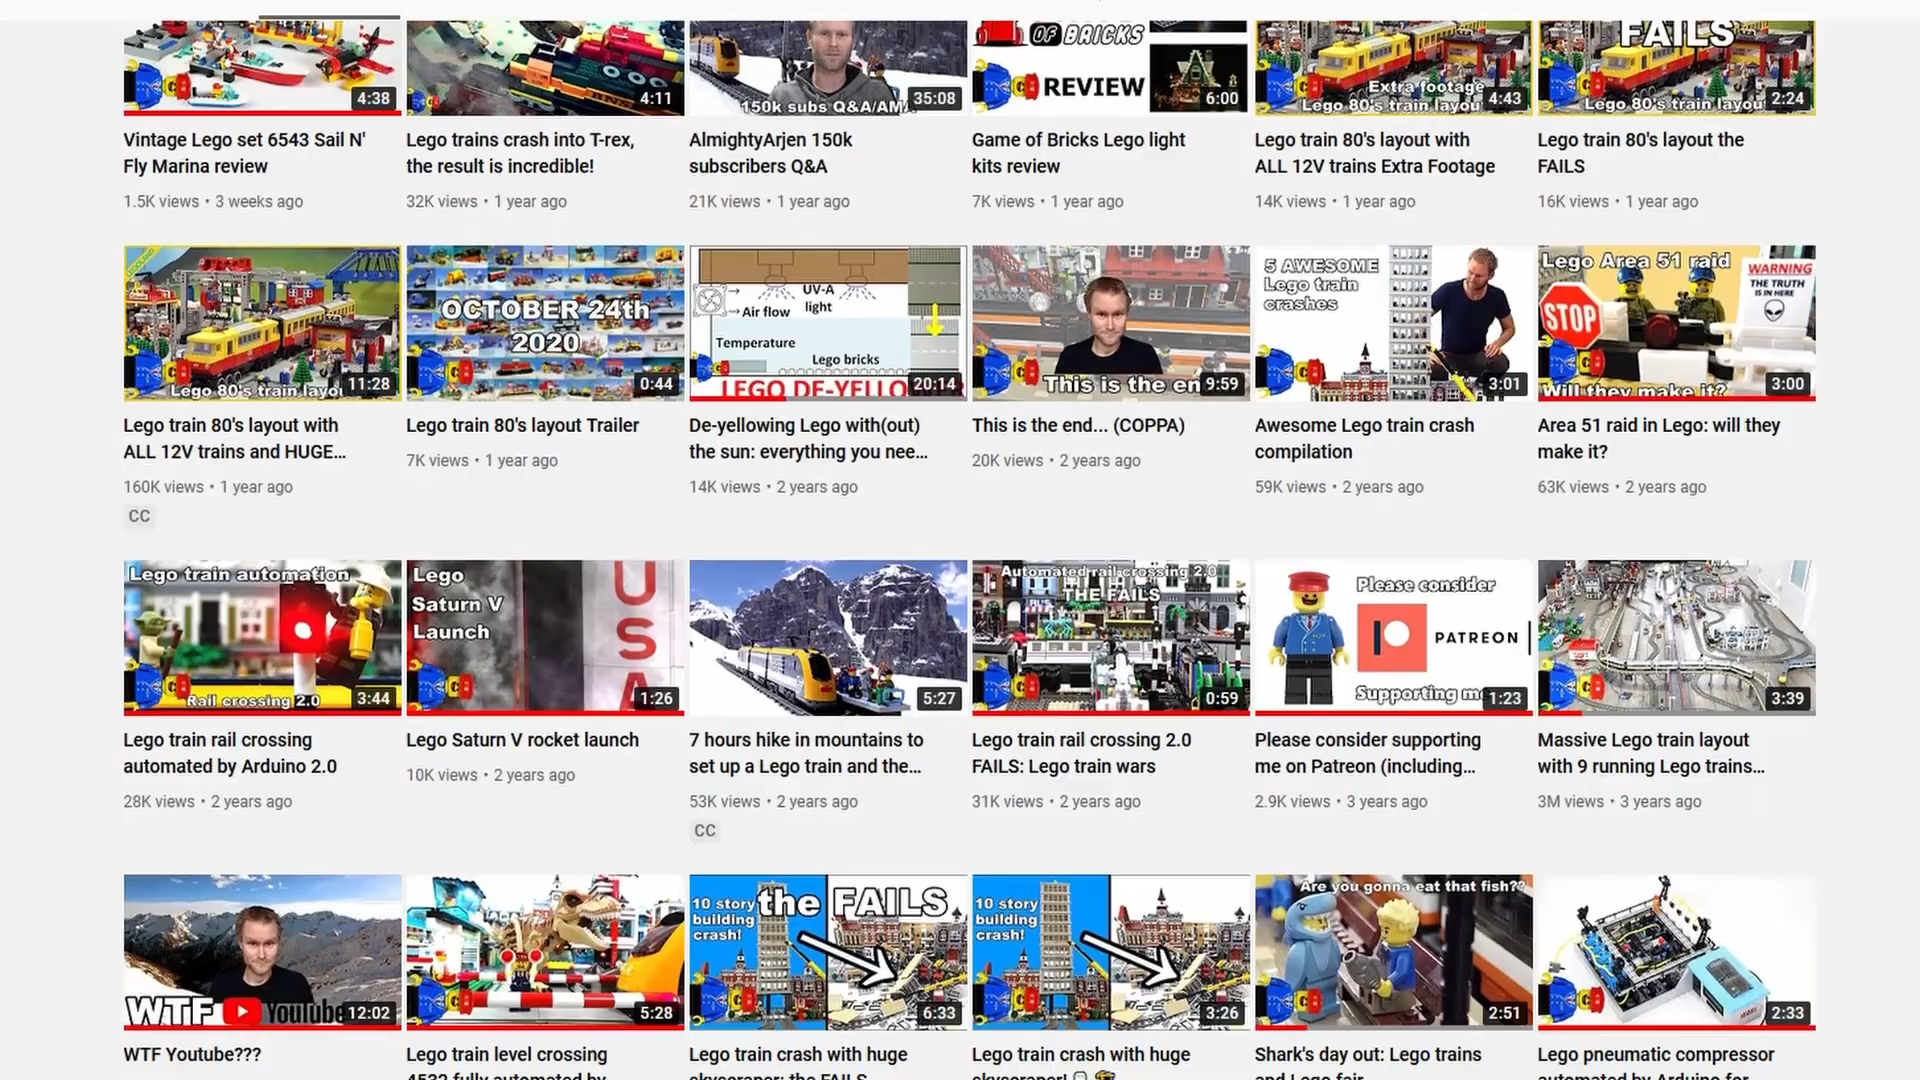 4:38
BNS
4:11
150k subs Q&A/AM
35:08
OF BRICKS
REVIEW
6:00
Extra footage
Lego 80's train layou
4:43
FAILS
Lego 80's train layou
2:24
Vintage Lego set 6543 Sail N'
Fly Marina review
1.5K views • 3 weeks ago
Lego trains crash into T-rex,
the result is incredible!
32K views • 1 year ago
AlmightyArjen 150k
subscribers Q&A
21K views • 1 year ago
Game of Bricks Lego light
kits review
7K views • 1 year ago
Lego train 80's layout with
ALL 12V trains Extra Footage
14K views • 1 year ago
Lego train 80's layout the
FAILS
16K views • 1 year ago
Lego 80's train layou
11:28
OCTOBER 24th
2020
0:44
UV-A
light
Air flow
Temperature
Lego bricks
LEGO DE-YELLO
20:14
This is the en
9:59
5 AWESOME
Lego train
crashes
3:01
Lego Area 51 raid
WARNING
THE TRUTH
IS IN HERE
STOP
Will they make it?
3:00
Lego train 80's layout with
ALL 12V trains and HUGE...
160K views • 1 year ago
CC
Lego train 80's layout Trailer
7K views • 1 year ago
De-yellowing Lego with(out)
the sun: everything you nee...
14K views • 2 years ago
This is the end... (COPPA)
20K views • 2 years ago
Awesome Lego train crash
compilation
59K views • 2 years ago
Area 51 raid in Lego: will they
make it?
63K views • 2 years ago
Lego train automation
Rail crossing 2.0
3:44
Lego
Saturn V
Launch
USA
1:26
5:27
Automated rail crossing 2.0
THE FAILS
0:59
Please consider
PATREON
Supporting me
1:23
3:39
Lego train rail crossing
automated by Arduino 2.0
28K views • 2 years ago
Lego Saturn V rocket launch
10K views • 2 years ago
7 hours hike in mountains to
set up a Lego train and the...
53K views • 2 years ago
CC
Lego train rail crossing 2.0
FAILS: Lego train wars
31K views • 2 years ago
Please consider supporting
me on Patreon (including...
2.9K views • 3 years ago
Massive Lego train layout
with 9 running Lego trains...
3M views • 3 years ago
WTF Youtube
12:02
5:28
10 story
building
crash!
the FAILS
6:33
10 story
building
crash!
3:26
Are you gonna eat that fish??
2:51
2:33
WTF Youtube???
Lego train level crossing
4532 fully automated by
Lego train crash with huge
skyscraper: the FAILS
Lego train crash with huge
skyscraper!
Shark's day out: Lego trains
and Lego fair
Lego pneumatic compressor
automated by Arduino for